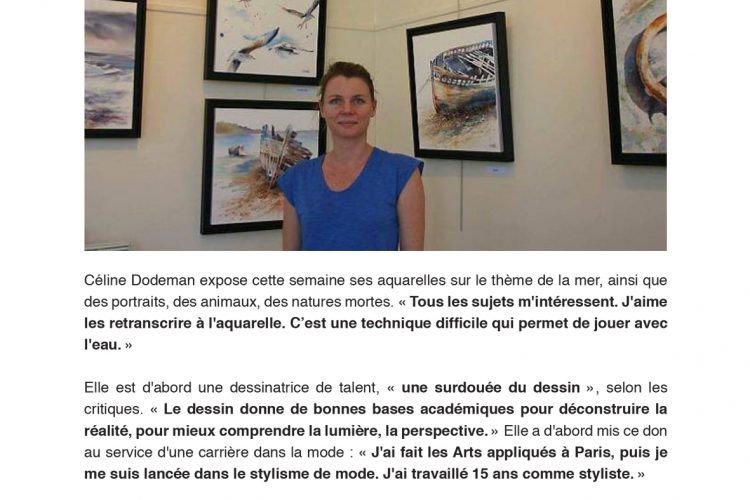 Céline Dodeman expose cette semaine ses aquarelles sur le thème de la mer, ainsi que
des portraits, des animaux, des natures mortes. « Tous les sujets m'intéressent. J'aime
les retranscrire à l'aquarelle. C’est une technique difficile qui permet de jouer avec
l'eau. »
Elle est d'abord une dessinatrice de talent, « une surdouée du dessin », selon les
critiques. « Le dessin donne de bonnes bases académiques pour déconstruire la
réalité, pour mieux comprendre la lumière, la perspective. » Elle a d'abord mis ce don
au service d'une carrière dans la mode : « J'ai fait les Arts appliqués à Paris, puis je
me suis lancée dans le stylisme de mode. J'ai travaillé 15 ans comme styliste. »